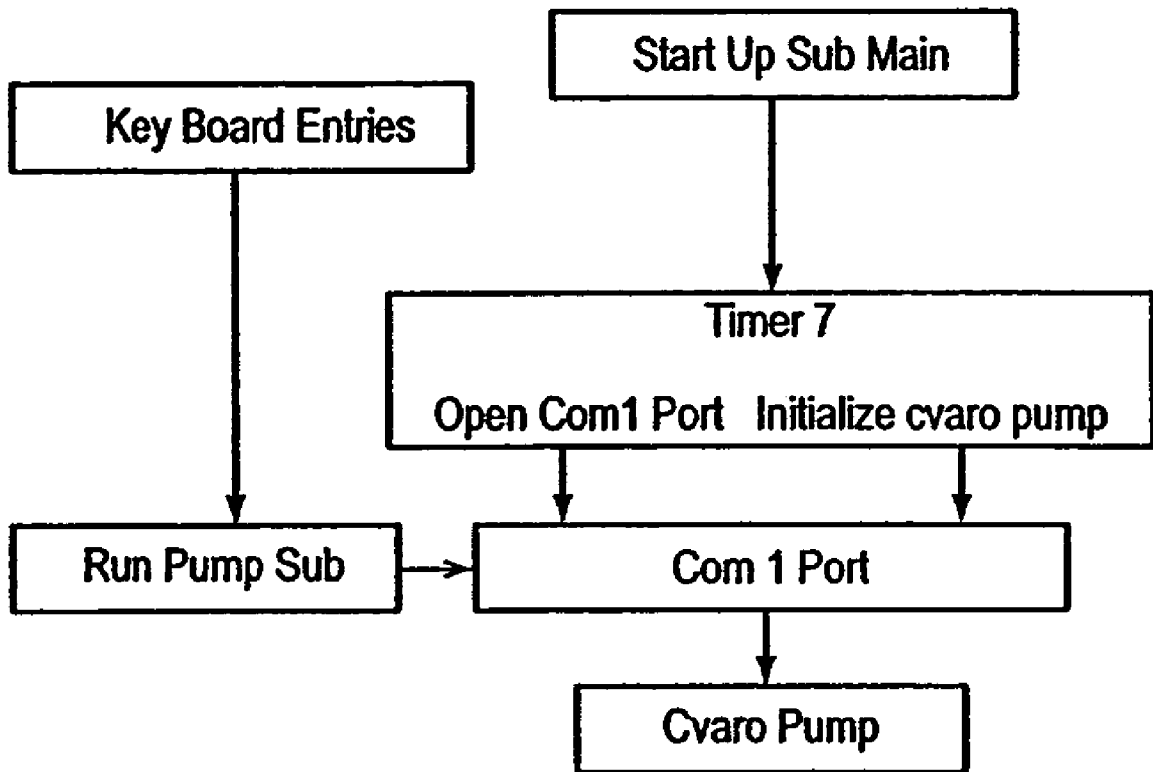 Start Up Sub Main
Key Board Entries
Timer 7
Open Com1 Port Initialize cvaro pump
Run Pump Sub
Com 1 Port
Cvaro Pump